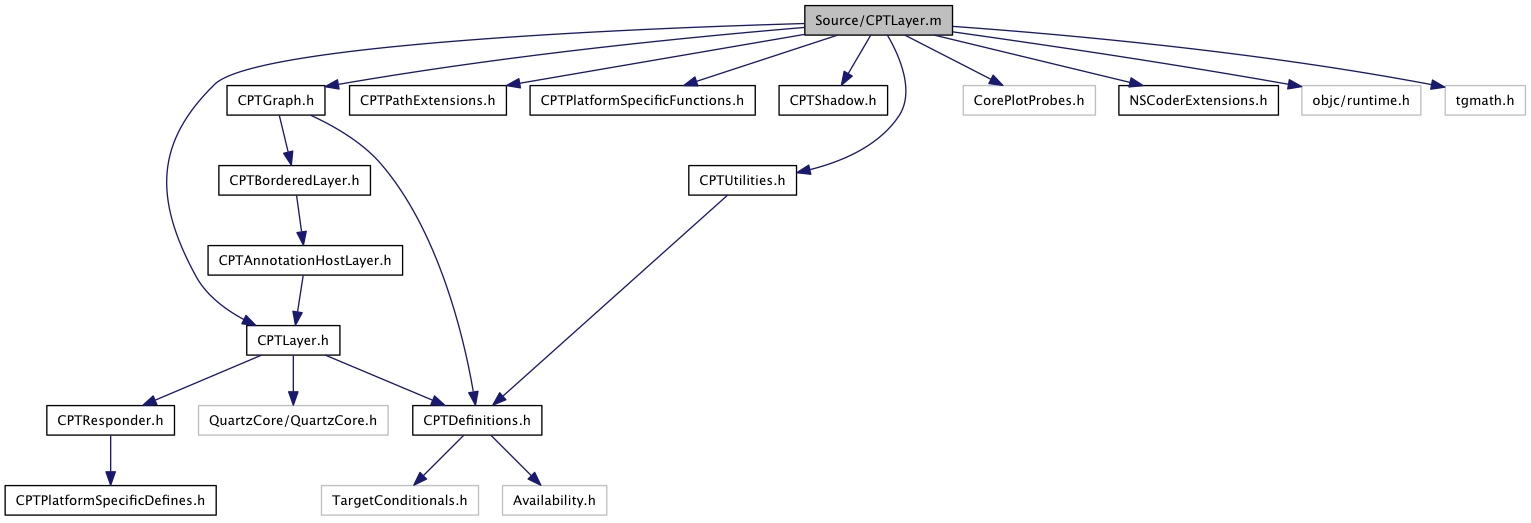 Source/CPTLayer.m
CPTGraph.h
CPTPathExtensions.h
CPTPlatformSpecificFunctions.h
CPTShadow.h
CorePlotProbes.h
NSCoderExtensions.h
objc/runtime.h
tgmath.h
CPTBorderedLayer.h
CPTUtilities.h
CPTAnnotationHostLayer.h
CPTLayer.h
CPTResponder.h
QuartzCore/QuartzCore.h
CPTDefinitions.h
CPTPlatformSpecificDefines.h
TargetConditionals.h
Availability.h